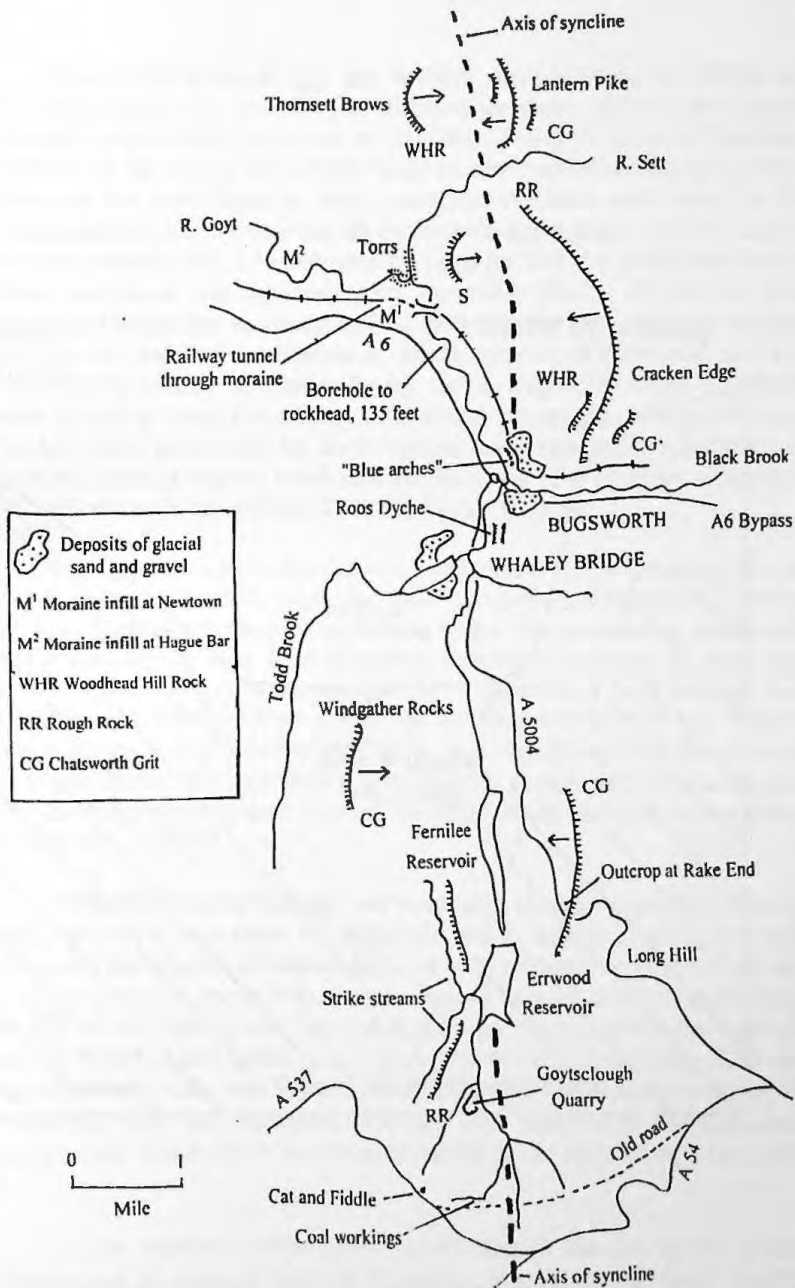 Axis of syncline
Lantern Pike
Thornsett Brows
CG
WHR
R. Sett
RR
R. Goyt
Torrs
M²
S
M¹
A 6
Railway tunnel
through moraine
WHR
Cracken Edge
Borehole to
rockhead, 135 feet
CG
"Blue arches"
Black Brook
Roos Dyche
BUGSWORTH
A6 Bypass
WHALEY BRIDGE
Deposits of glacial
sand and gravel
M¹ Moraine infill at Newtown
M² Moraine infill at Hague Bar
WHR Woodhead Hill Rock
RR Rough Rock
CG Chatsworth Grit
Todd Brook
Windgather Rocks
A 5004
CG
CG
Fernilee
Reservoir
Outcrop at Rake End
Long Hill
Strike streams
Errwood
Reservoir
A 537
Goytsclough
Quarry
RR
Old road
A 54
0 1
Mile
Cat and Fiddle
Coal workings
Axis of syncline